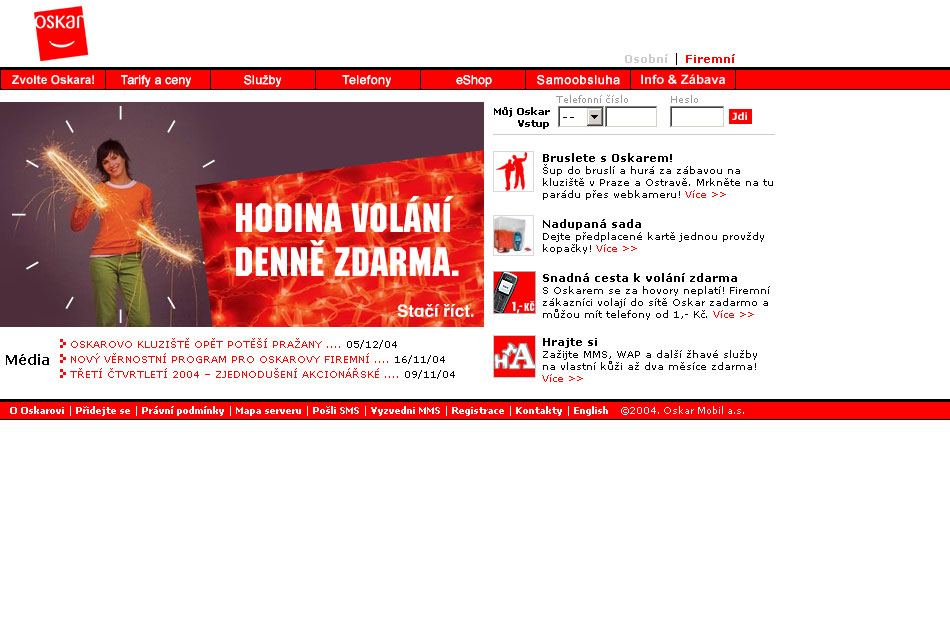 oskar
Osobní | Firemní
Zvolte Oskara! Tarify a ceny Služby Telefony eShop Samoobsluha Info & Zábava
Můj Oskar
Vstup
Telefonní číslo Heslo
-- Jdi
HODINA VOLÁNÍ
DENNĚ ZDARMA.
Stačí říct.
Bruslete s Oskarem!
Šup do bruslí a hurá za zábavou na
kluziště v Praze a Ostravě. Mrkněte na tu
parádu přes webkameru! Více >>
Nadupaná sada
Dejte předplacené kartě jednou provždy
kopačky! Více >>
1,-Kč
Snadná cesta k volání zdarma
S Oskarem se za hovory neplatí! Firemní
zákazníci volají do sítě Oskar zadarmo a
můžou mít telefony od 1,- Kč. Více >>
Hrajte si
Zažijte MMS, WAP a další žhavé služby
na vlastní kůži až dva měsíce zdarma!
Více >>
Média
OSKAROVO KLUZIŠTĚ OPĚT POTĚŠÍ PRAŽANY .... 05/12/04
NOVÝ VĚRNOSTNÍ PROGRAM PRO OSKAROVY FIREMNÍ .... 16/11/04
TŘETÍ ČTVRTLETÍ 2004 – ZJEDNODUŠENÍ AKCIONÁŘSKÉ .... 09/11/04
O Oskarovi | Přidejte se | Právní podmínky | Mapa serveru | Pošli SMS | Vyzvedni MMS | Registrace | Kontakty | English ©2004. Oskar Mobil a.s.